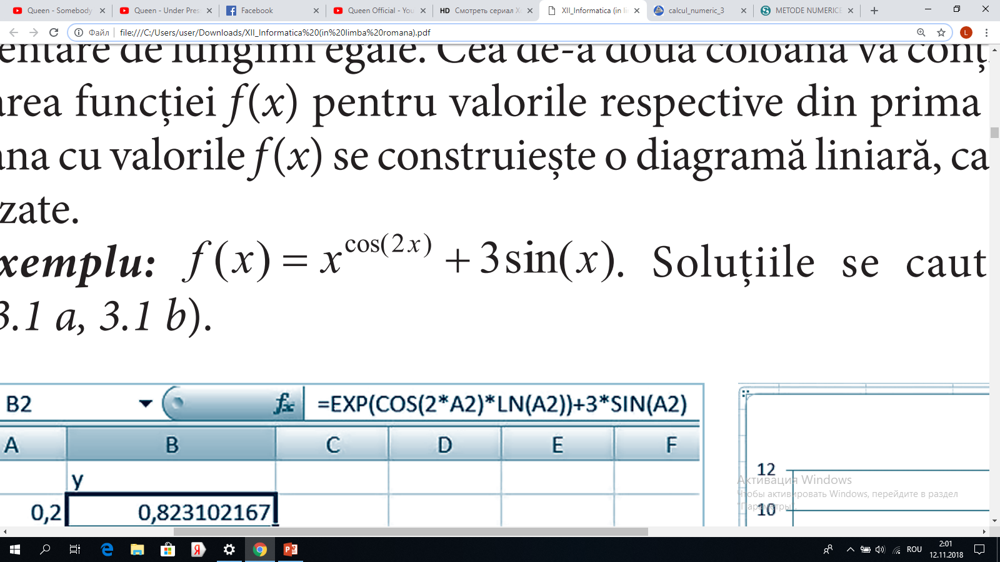 Queen - Somebody
Queen - Under Pres
Facebook
Queen Official - You
HD Смотреть сериал Х
XII_Informatica (in li
calcul_numeric_3
METODE NUMERICE
Файл file:///C:/Users/user/Downloads/XII_Informatica%20(in%20limba%20romana).pdf
L
entare de lungimi egale. Cea de-a doua coloană va conț
area funcției f(x) pentru valorile respective din prima
ana cu valorile f(x) se construiește o diagramă liniară, ca
zate.
xemplu: f(x) = x^cos(2x) + 3sin(x). Soluțiile se caut
3.1 a, 3.1 b).
B2 fx =EXP(COS(2*A2)*LN(A2))+3*SIN(A2)
A B C D E F
y
0,2 0,823102167
12
10
Активация Windows
Чтобы активировать Windows, перейдите в раздел
"Параметры".
ROU
2:01
12.11.2018